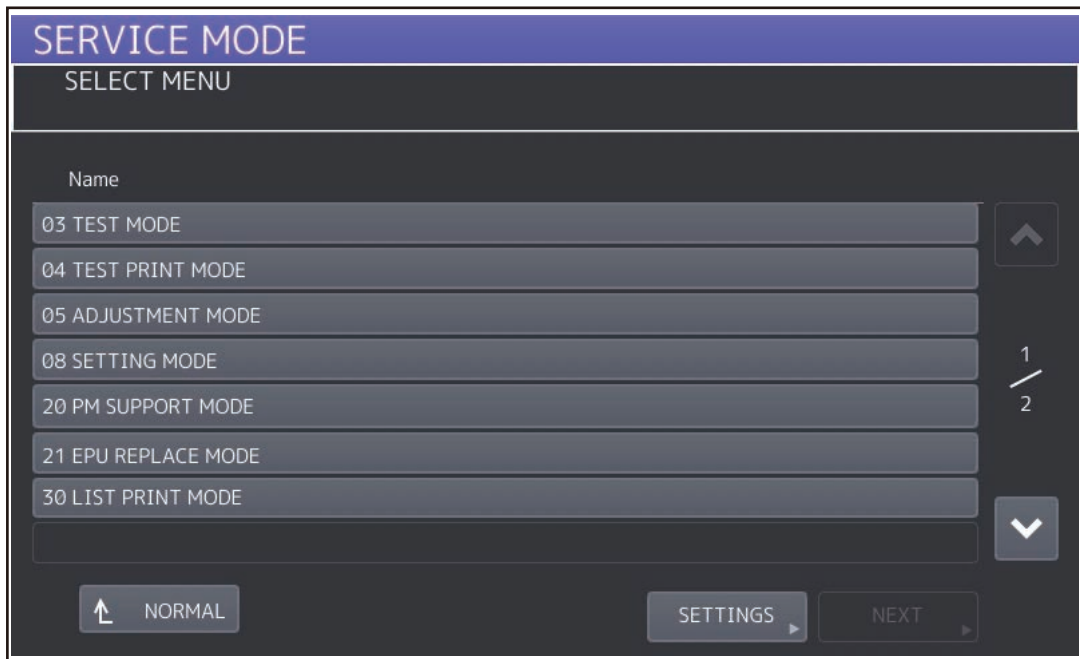 SERVICE MODE
SELECT MENU
Name
03 TEST MODE
04 TEST PRINT MODE
05 ADJUSTMENT MODE
08 SETTING MODE
20 PM SUPPORT MODE
21 EPU REPLACE MODE
30 LIST PRINT MODE
1
2
NORMAL
SETTINGS
NEXT